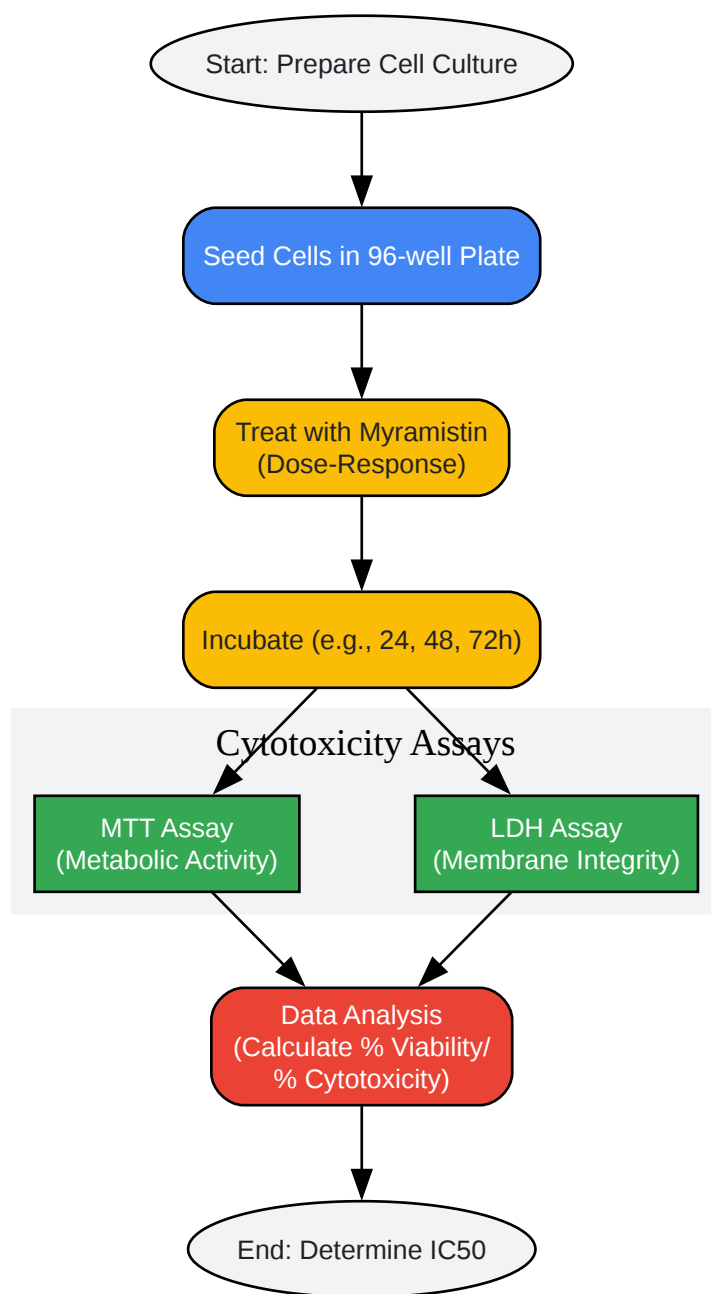 Start: Prepare Cell Culture
Seed Cells in 96-well Plate
Treat with Myramistin
(Dose-Response)
Incubate (e.g., 24, 48, 72h)
Cytotoxicity Assays
MTT Assay
(Metabolic Activity)
LDH Assay
(Membrane Integrity)
Data Analysis
(Calculate % Viability/
% Cytotoxicity)
End: Determine IC50